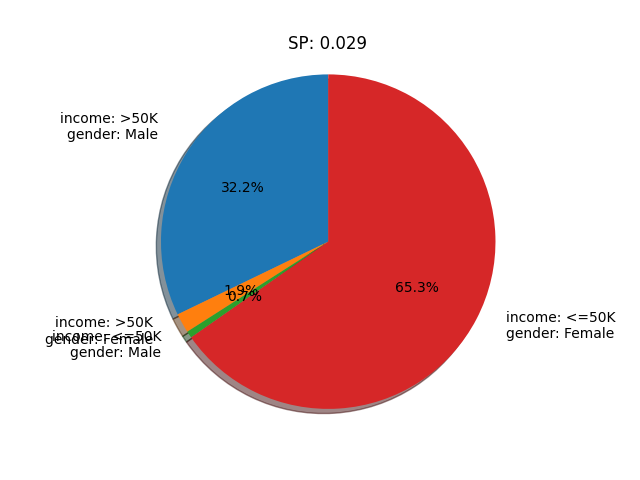 SP: 0.029
income: >50K
gender: Male
32.2%
1.9%
0.7%
65.3%
income: >50K
gender: Female
income: <=50K
gender: Male
income: <=50K
gender: Female